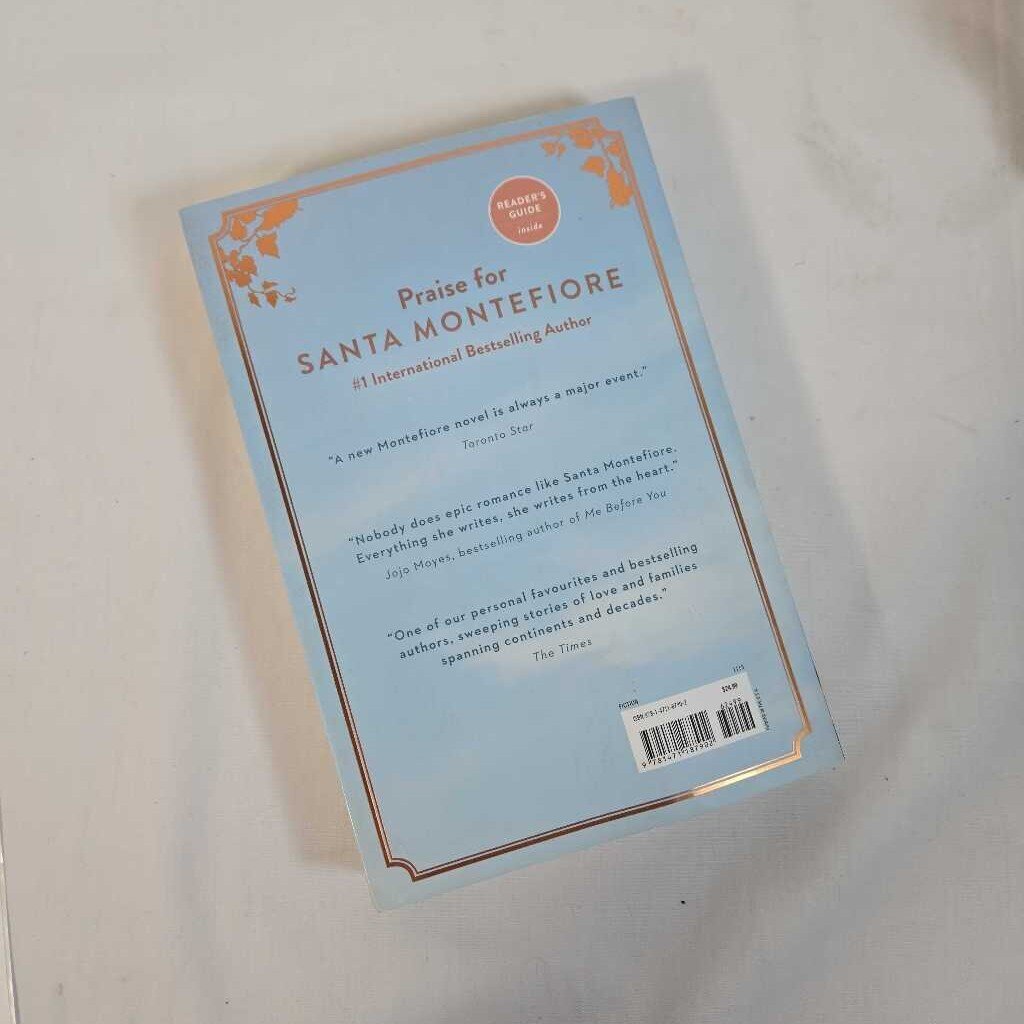 READER'S
GUIDE
inside
Praise for
SANTA MONTEFIORE
#1 International Bestselling Author
“A new Montefiore novel is always a major event.”
Toronto Star
“Nobody does epic romance like Santa Montefiore.
Everything she writes, she writes from the heart.”
Jojo Moyes, bestselling author of Me Before You
“One of our personal favourites and bestselling
authors, sweeping stories of love and families
spanning continents and decades.”
The Times
FICTION